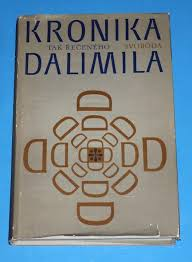 KRONIKA
TAK ŘEČENÉHO SVOBODA
DALIMILA
D D D
D D D D
D D D D
D D D